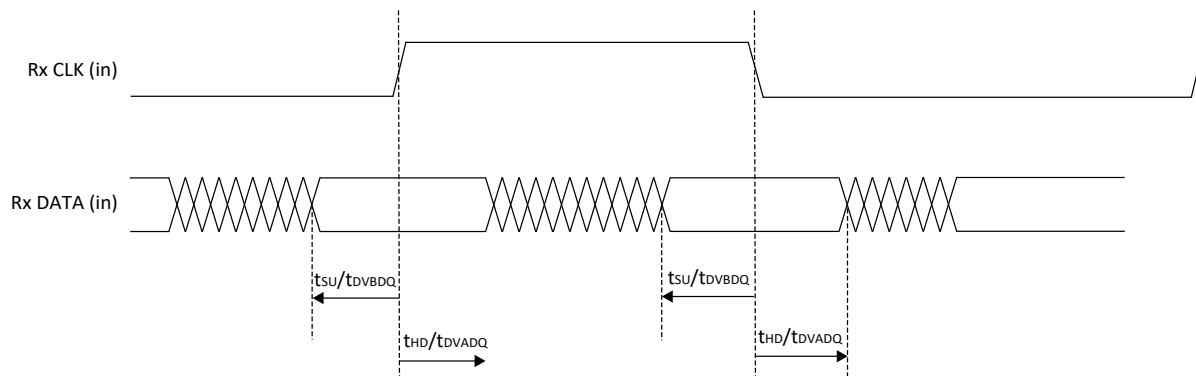 Rx CLK (in)
Rx DATA (in)
tSU/tDVBDQ
tSU/tDVBDQ
tHD/tDVADQ
tHD/tDVADQ